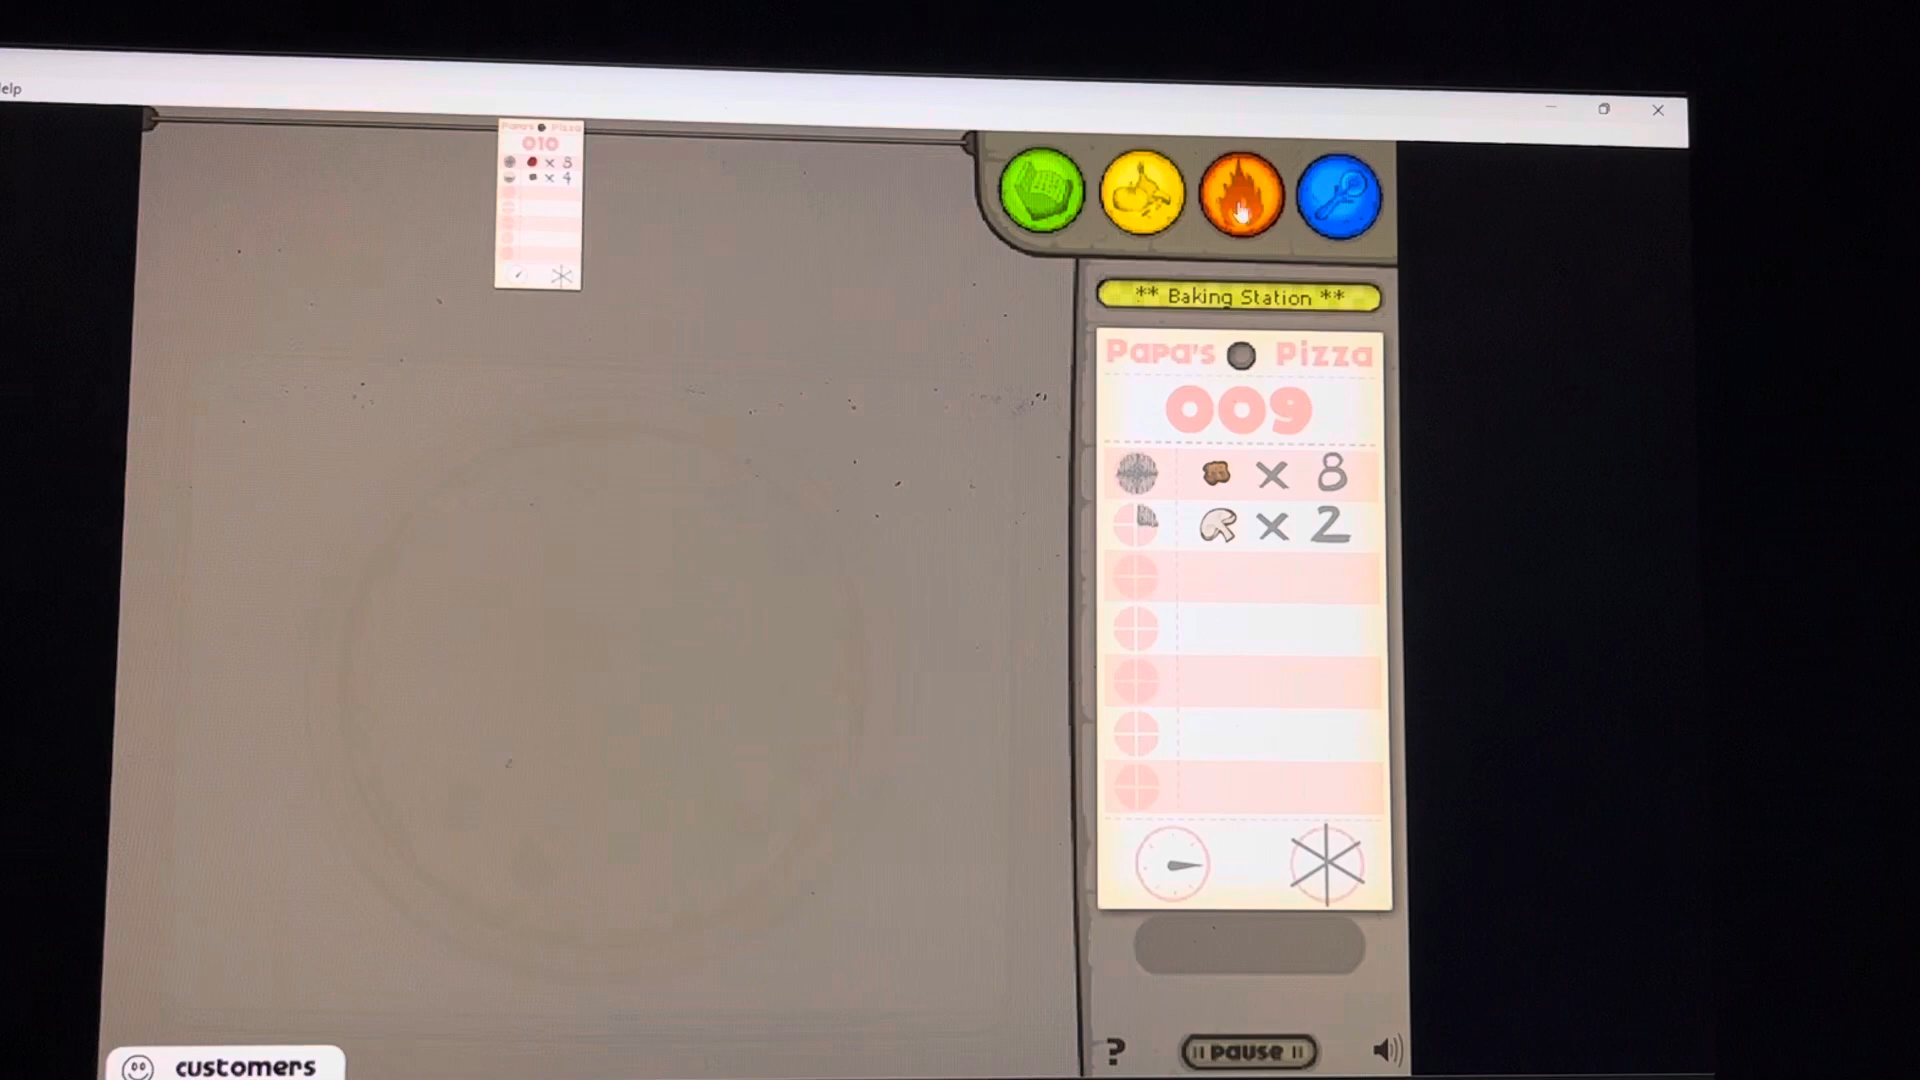 elp
Papa's Pizza
010
× 8
× 4
** Baking Station **
Papa's Pizza
009
× 8
× 2
?
pause
customers